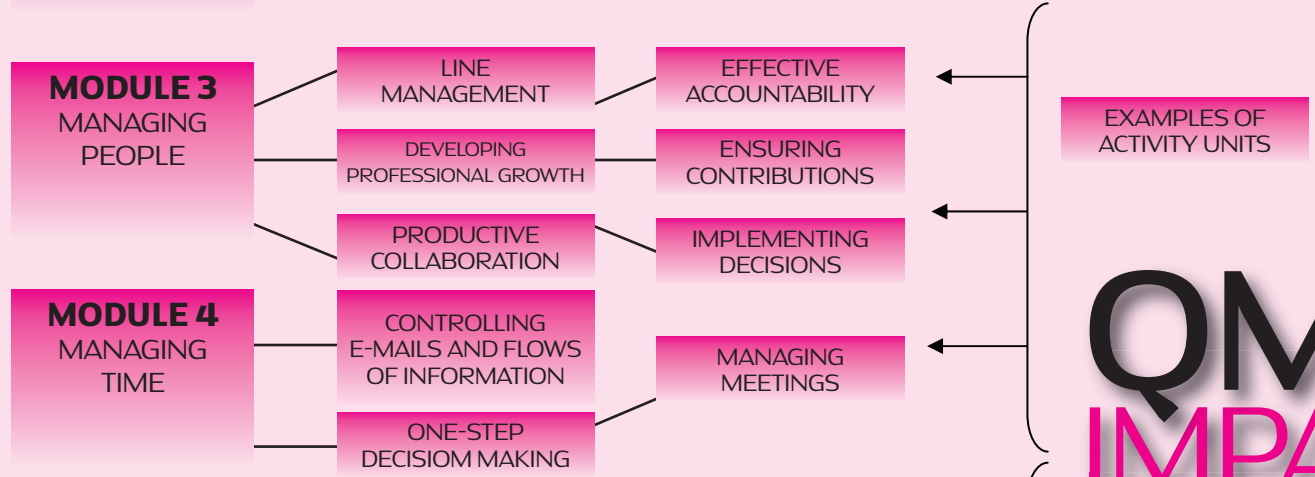 MODULE 3
MANAGING
PEOPLE
LINE
MANAGEMENT
EFFECTIVE
ACCOUNTABILITY
DEVELOPING
PROFESSIONAL GROWTH
ENSURING
CONTRIBUTIONS
PRODUCTIVE
COLLABORATION
IMPLEMENTING
DECISIONS
MODULE 4
MANAGING
TIME
CONTROLLING
E-MAILS AND FLOWS
OF INFORMATION
MANAGING
MEETINGS
ONE-STEP
DECISIOM MAKING
EXAMPLES OF
ACTIVITY UNITS